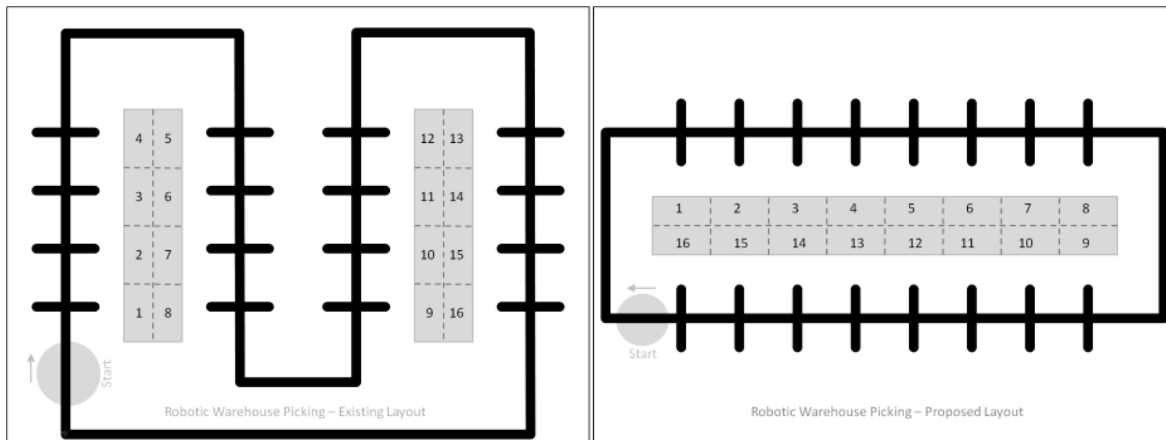 4 5
3 6
2 7
1 8
12 13
11 14
10 15
9 16
Start
Robotic Warehouse Picking – Existing Layout
1 2 3 4 5 6 7 8
16 15 14 13 12 11 10 9
Start
Robotic Warehouse Picking – Proposed Layout